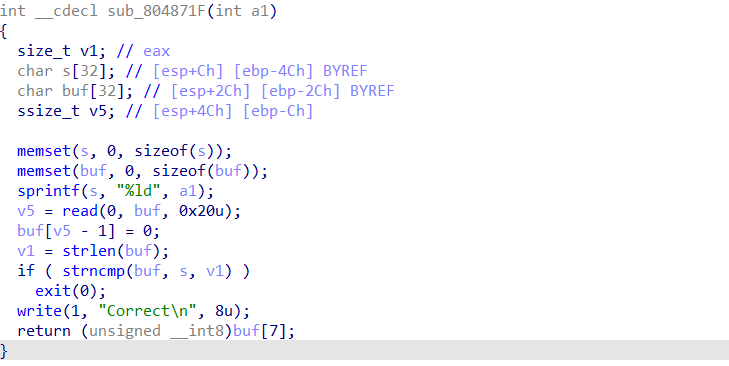 int __cdecl sub_804871F(int a1)
{
  size_t v1; // eax
  char s[32]; // [esp+Ch] [ebp-4Ch] BYREF
  char buf[32]; // [esp+2Ch] [ebp-2Ch] BYREF
  ssize_t v5; // [esp+4Ch] [ebp-Ch]

  memset(s, 0, sizeof(s));
  memset(buf, 0, sizeof(buf));
  sprintf(s, "%ld", a1);
  v5 = read(0, buf, 0x20u);
  buf[v5 - 1] = 0;
  v1 = strlen(buf);
  if ( strncmp(buf, s, v1) )
    exit(0);
  write(1, "Correct\n", 8u);
  return (unsigned __int8)buf[7];
}